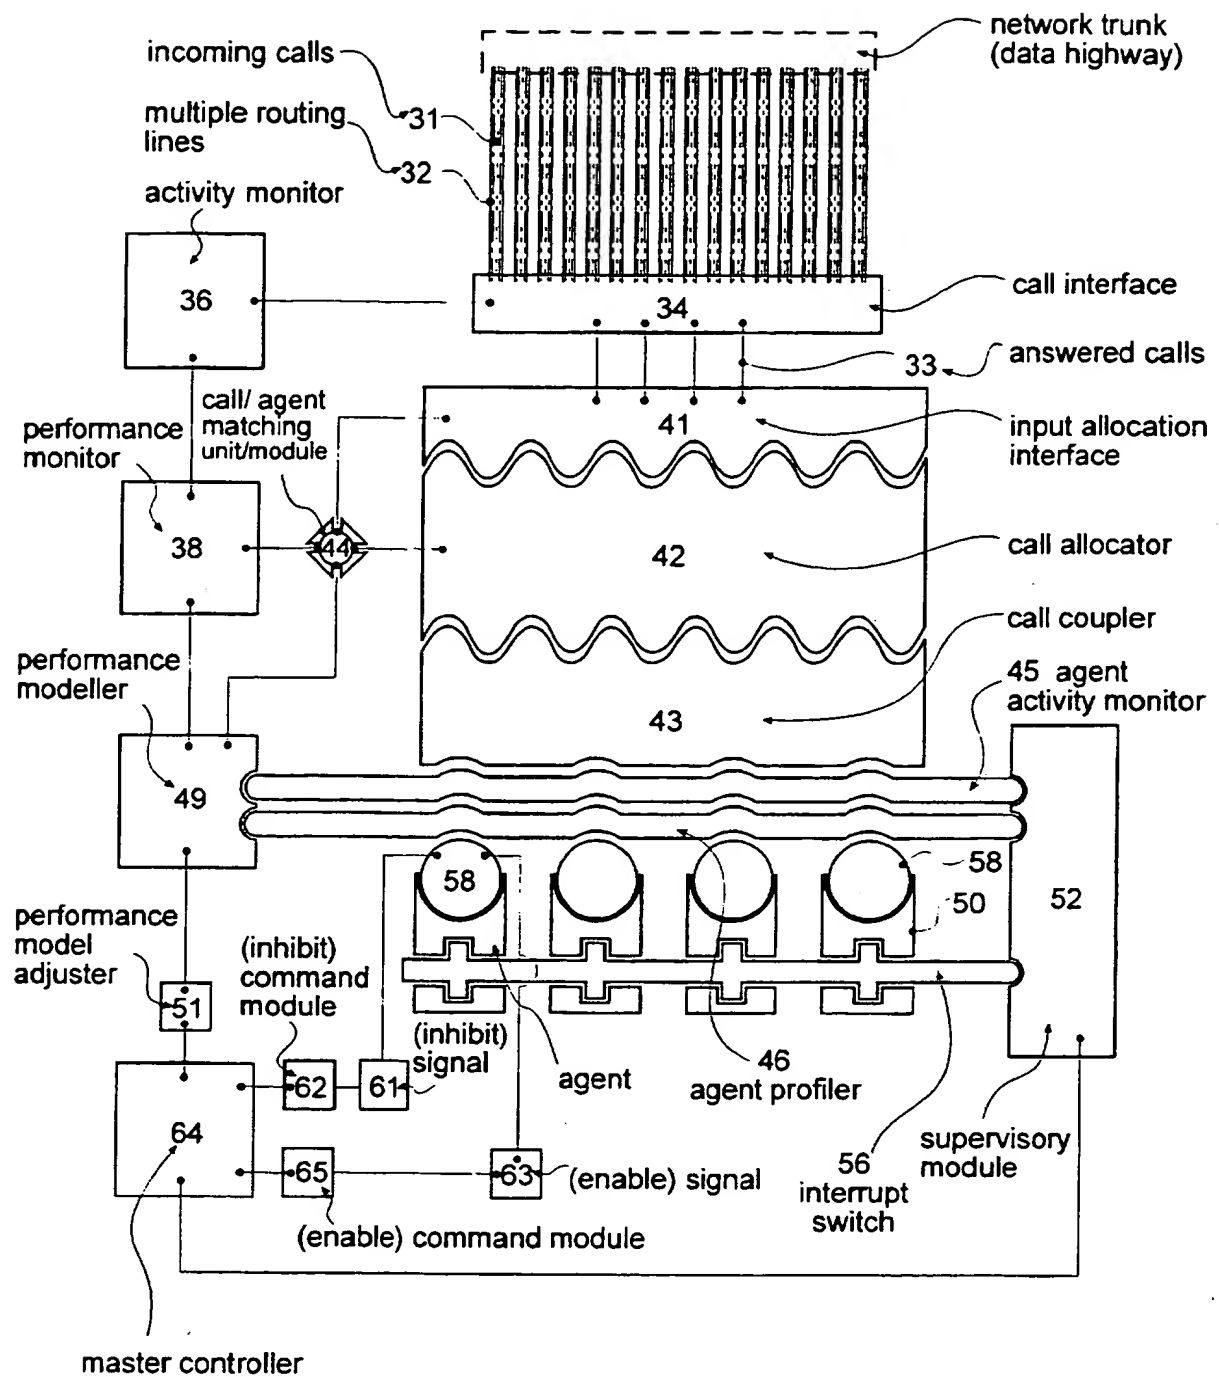 network trunk
(data highway)
incoming calls
multiple routing
lines
31
32
activity monitor
36
34
call interface
33
answered calls
call/ agent
matching
unit/module
41
input allocation
interface
performance
monitor
38
44
42
call allocator
call coupler
performance
modeller
45 agent
activity monitor
43
49
58
58
50
52
performance
model
adjuster
(inhibit)
command
module
51
(inhibit)
signal
62
61
agent
46
agent profiler
64
65
63
(enable) signal
56
interrupt
switch
supervisory
module
(enable) command module
master controller